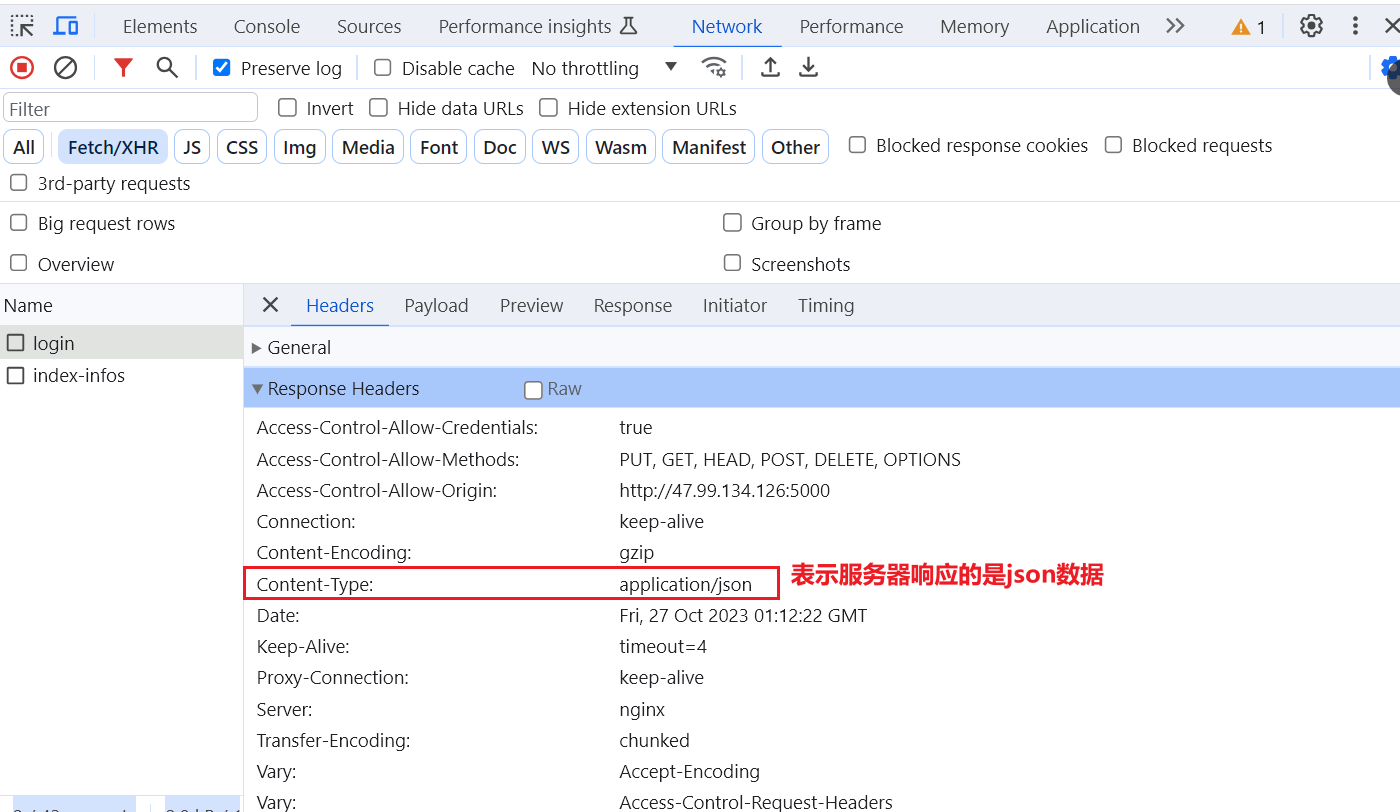 Elements Console Sources Performance insights Network Performance Memory Application 1
Preserve log Disable cache No throttling
Filter Invert Hide data URLs Hide extension URLs
All Fetch/XHR JS CSS Img Media Font Doc WS Wasm Manifest Other Blocked response cookies Blocked requests
3rd-party requests
Big request rows Group by frame
Overview Screenshots
Name Headers Payload Preview Response Initiator Timing
login
index-infos
General
Response Headers Raw
Access-Control-Allow-Credentials: true
Access-Control-Allow-Methods: PUT, GET, HEAD, POST, DELETE, OPTIONS
Access-Control-Allow-Origin: http://47.99.134.126:5000
Connection: keep-alive
Content-Encoding: gzip
Content-Type: application/json 表示服务器响应的是json数据
Date: Fri, 27 Oct 2023 01:12:22 GMT
Keep-Alive: timeout=4
Proxy-Connection: keep-alive
Server: nginx
Transfer-Encoding: chunked
Vary: Accept-Encoding
Vary: Access-Control-Request-Headers